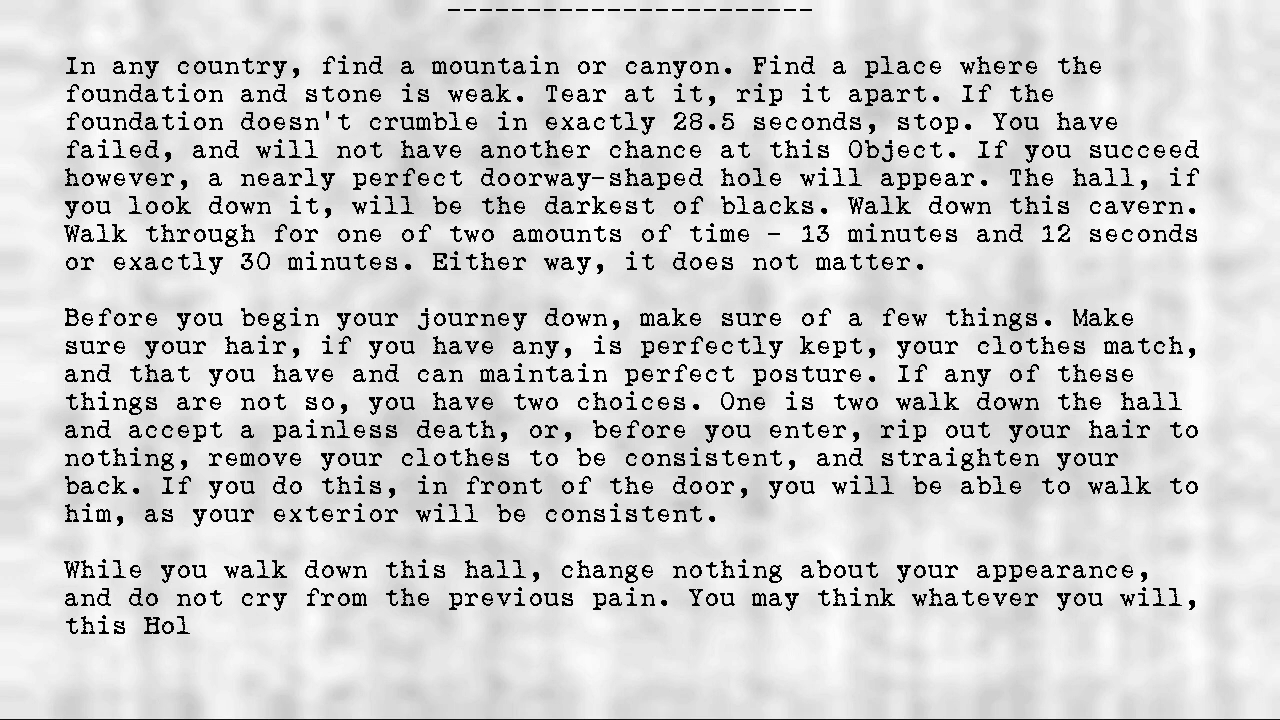 -----------------------
In any country, find a mountain or canyon. Find a place where the
foundation and stone is weak. Tear at it, rip it apart. If the
foundation doesn't crumble in exactly 28.5 seconds, stop. You have
failed, and will not have another chance at this Object. If you succeed
however, a nearly perfect doorway-shaped hole will appear. The hall, if
you look down it, will be the darkest of blacks. Walk down this cavern.
Walk through for one of two amounts of time - 13 minutes and 12 seconds
or exactly 30 minutes. Either way, it does not matter.
Before you begin your journey down, make sure of a few things. Make
sure your hair, if you have any, is perfectly kept, your clothes match,
and that you have and can maintain perfect posture. If any of these
things are not so, you have two choices. One is two walk down the hall
and accept a painless death, or, before you enter, rip out your hair to
nothing, remove your clothes to be consistent, and straighten your
back. If you do this, in front of the door, you will be able to walk to
him, as your exterior will be consistent.
While you walk down this hall, change nothing about your appearance,
and do not cry from the previous pain. You may think whatever you will,
this Hol